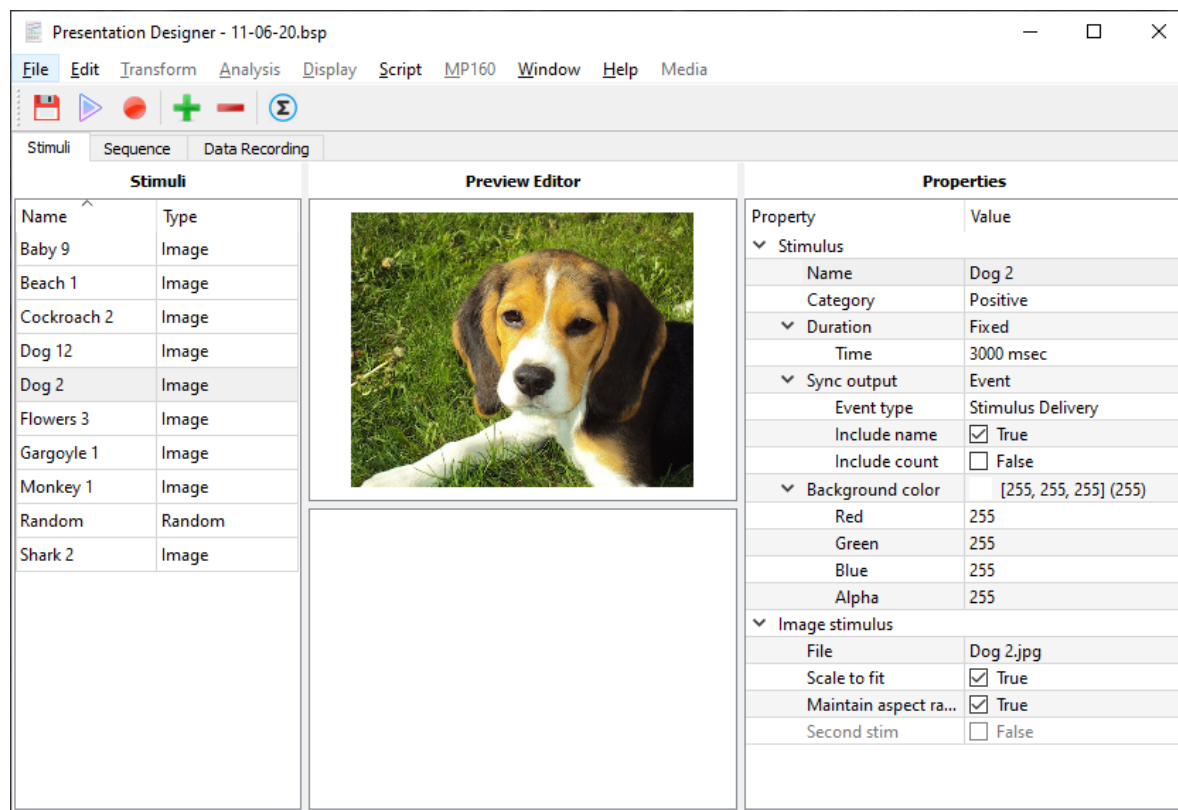 Presentation Designer - 11-06-20.bsp
File Edit Transform Analysis Display Script MP160 Window Help Media
Σ
Stimuli Sequence Data Recording
Stimuli Preview Editor Properties
Name Type
Baby 9 Image
Beach 1 Image
Cockroach 2 Image
Dog 12 Image
Dog 2 Image
Flowers 3 Image
Gargoyle 1 Image
Monkey 1 Image
Random Random
Shark 2 Image
Property Value
Stimulus
Name Dog 2
Category Positive
Duration Fixed
Time 3000 msec
Sync output Event
Event type Stimulus Delivery
Include name True
Include count False
Background color [255, 255, 255] (255)
Red 255
Green 255
Blue 255
Alpha 255
Image stimulus
File Dog 2.jpg
Scale to fit True
Maintain aspect ra... True
Second stim False